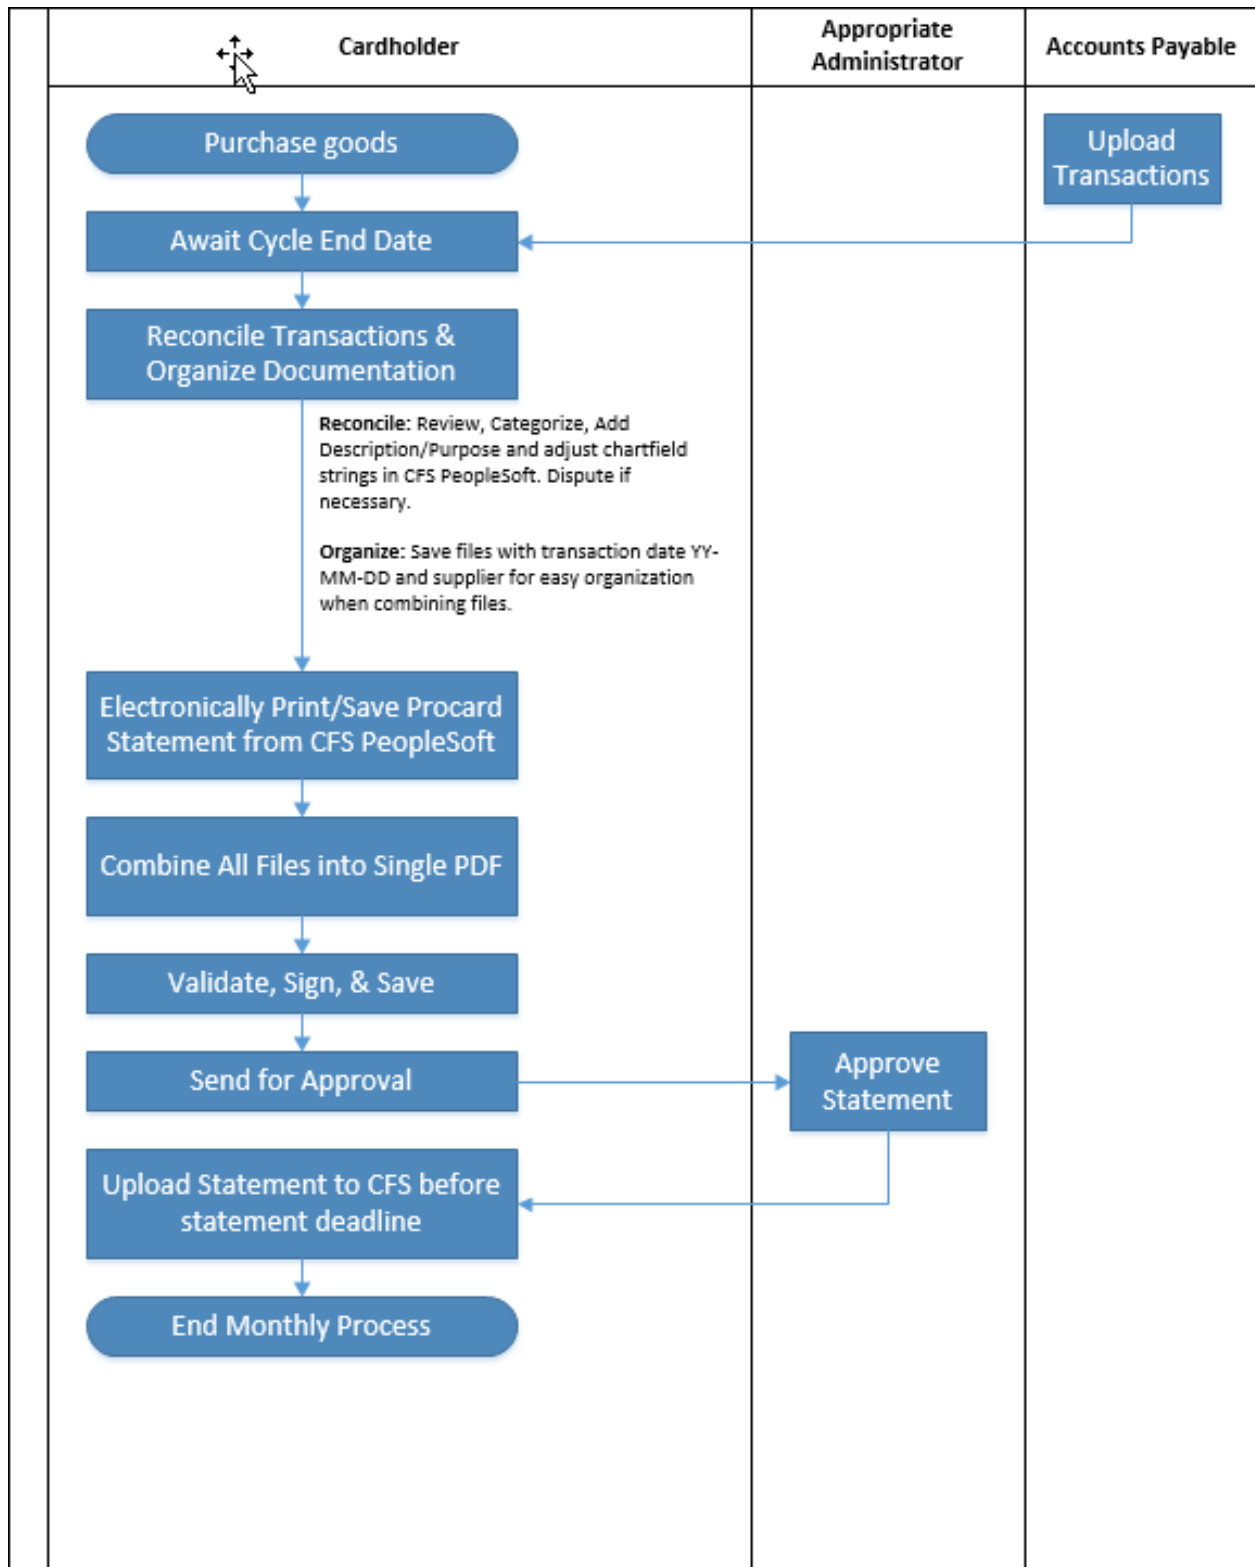 Cardholder
Appropriate
Administrator
Accounts Payable
Purchase goods
Upload
Transactions
Await Cycle End Date
Reconcile Transactions &
Organize Documentation
Reconcile: Review, Categorize, Add
Description/Purpose and adjust chartfield
strings in CFS PeopleSoft. Dispute if
necessary.
Organize: Save files with transaction date YY-
MM-DD and supplier for easy organization
when combining files.
Electronically Print/Save Procard
Statement from CFS PeopleSoft
Combine All Files into Single PDF
Validate, Sign, & Save
Send for Approval
Approve
Statement
Upload Statement to CFS before
statement deadline
End Monthly Process